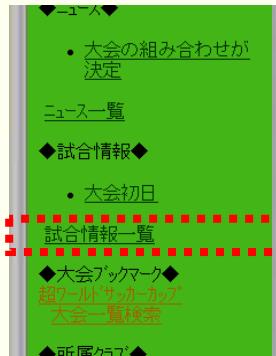 ◆ニュース◆
大会の組み合わせが
決定
ニュース一覧
◆試合情報◆
大会初日
試合情報一覧
◆大会ブックマーク◆
超ワールドサッカーカップ
大会一覧検索
◆所属クラブ◆